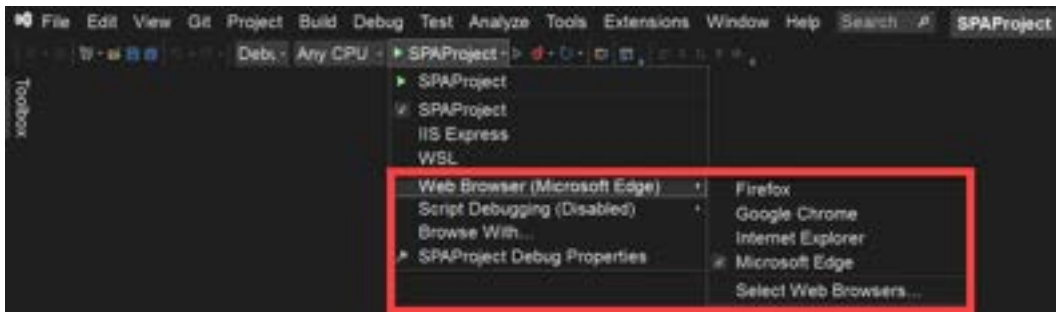 File Edit View Git Project Build Debug Test Analyze Tools Extensions Window Help Search SPAProject
Debu Any CPU SPAProject
Toolbox
SPAProject
SPAProject
IIS Express
WSL
Web Browser (Microsoft Edge)
Script Debugging (Disabled)
Browse With...
SPAProject Debug Properties
Firefox
Google Chrome
Internet Explorer
Microsoft Edge
Select Web Browsers...